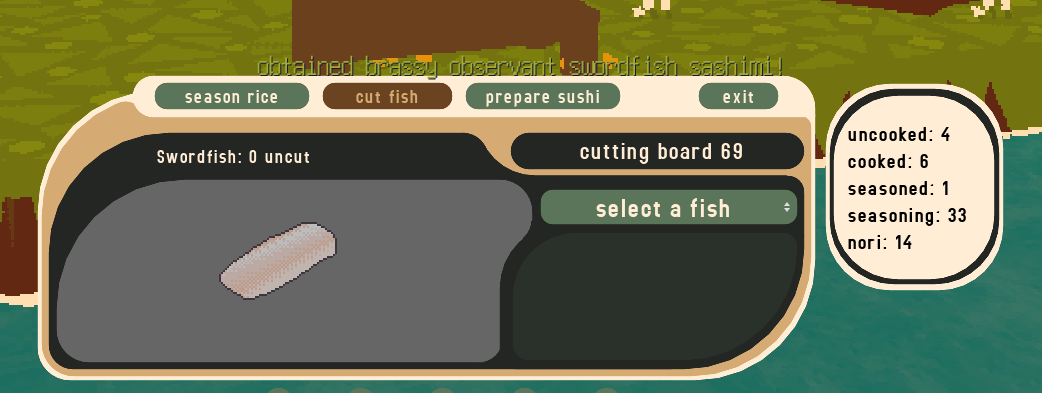 obtained brassy observant swordfish sashimi!
season rice
cut fish
prepare sushi
exit
Swordfish: 0 uncut
cutting board 69
select a fish
uncooked: 4
cooked: 6
seasoned: 1
seasoning: 33
nori: 14